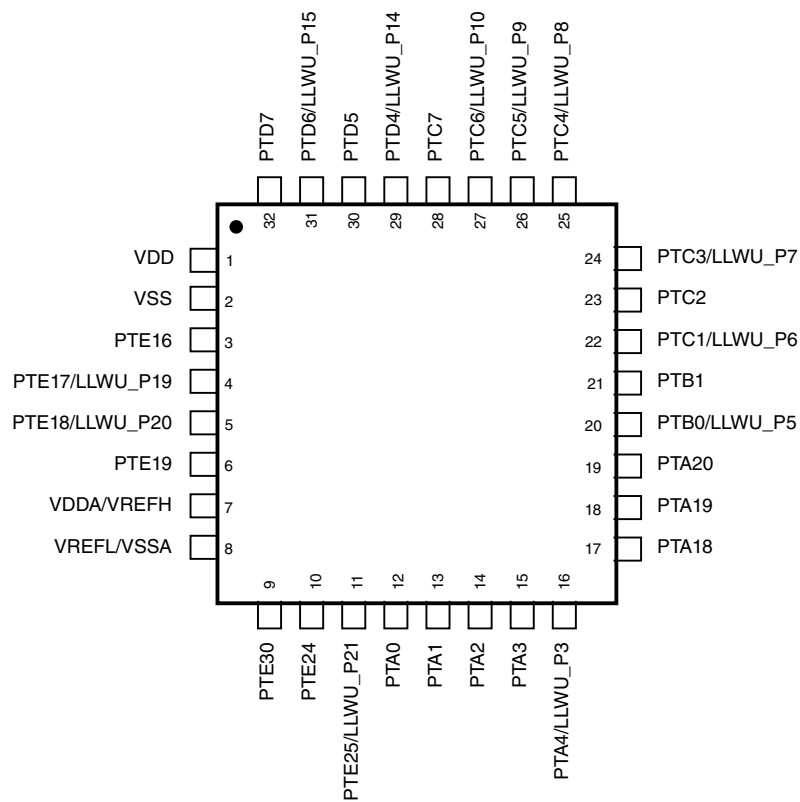 PTD7
PTD6/LLWU_P15
PTD5
PTD4/LLWU_P14
PTC7
PTC6/LLWU_P10
PTC5/LLWU_P9
PTC4/LLWU_P8
32
31
30
29
28
27
26
25
VDD
1
VSS
2
PTE16
3
PTE17/LLWU_P19
4
PTE18/LLWU_P20
5
PTE19
6
VDDA/VREFH
7
VREFL/VSSA
8
24
PTC3/LLWU_P7
23
PTC2
22
PTC1/LLWU_P6
21
PTB1
20
PTB0/LLWU_P5
19
PTA20
18
PTA19
17
PTA18
9
10
11
12
13
14
15
16
PTE30
PTE24
PTE25/LLWU_P21
PTA0
PTA1
PTA2
PTA3
PTA4/LLWU_P3